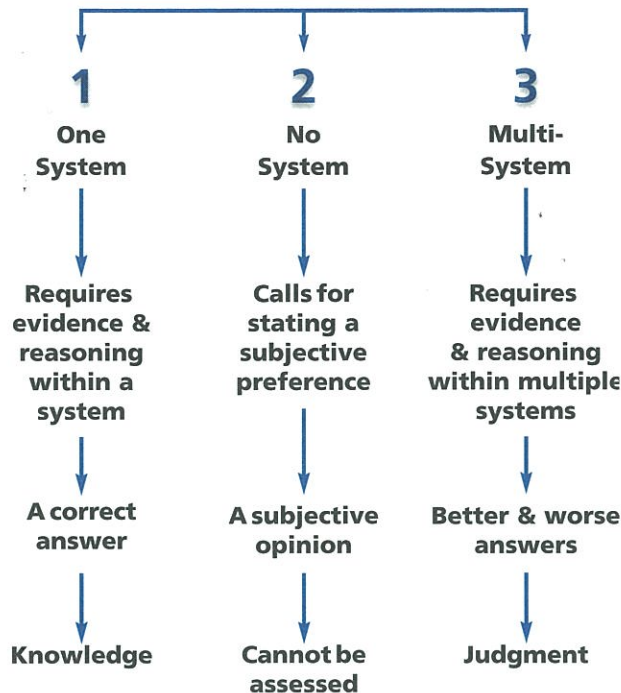 1
One
System
Requires
evidence &
reasoning
within a
system
A correct
answer
Knowledge
2
No
System
Calls for
stating a
subjective
preference
A subjective
opinion
Cannot be
assessed
3
Multi-
System
Requires
evidence
& reasoning
within multiple
systems
Better & worse
answers
Judgment